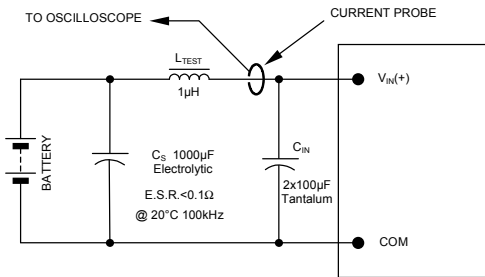 TO OSCILLOSCOPE
CURRENT PROBE
LTEST
1µH
VIN(+)
BATTERY
CS 1000µF
Electrolytic
E.S.R.<0.1Ω
@ 20°C 100kHz
CIN
2x100µF
Tantalum
COM